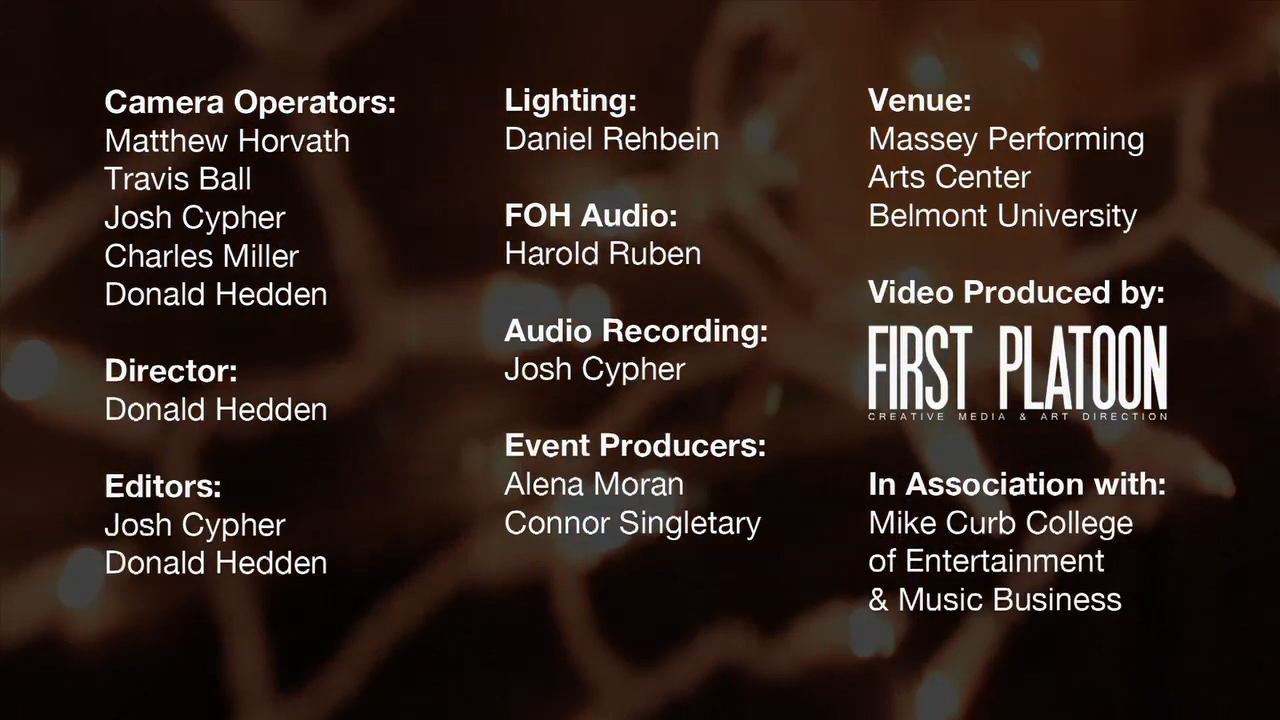 Camera Operators:
Matthew Horvath
Travis Ball
Josh Cypher
Charles Miller
Donald Hedden
Director:
Donald Hedden
Editors:
Josh Cypher
Donald Hedden
Lighting:
Daniel Rehbein
FOH Audio:
Harold Ruben
Audio Recording:
Josh Cypher
Event Producers:
Alena Moran
Connor Singletary
Venue:
Massey Performing
Arts Center
Belmont University
Video Produced by:
FIRST PLATOON
CREATIVE MEDIA & ART DIRECTION
In Association with:
Mike Curb College
of Entertainment
& Music Business